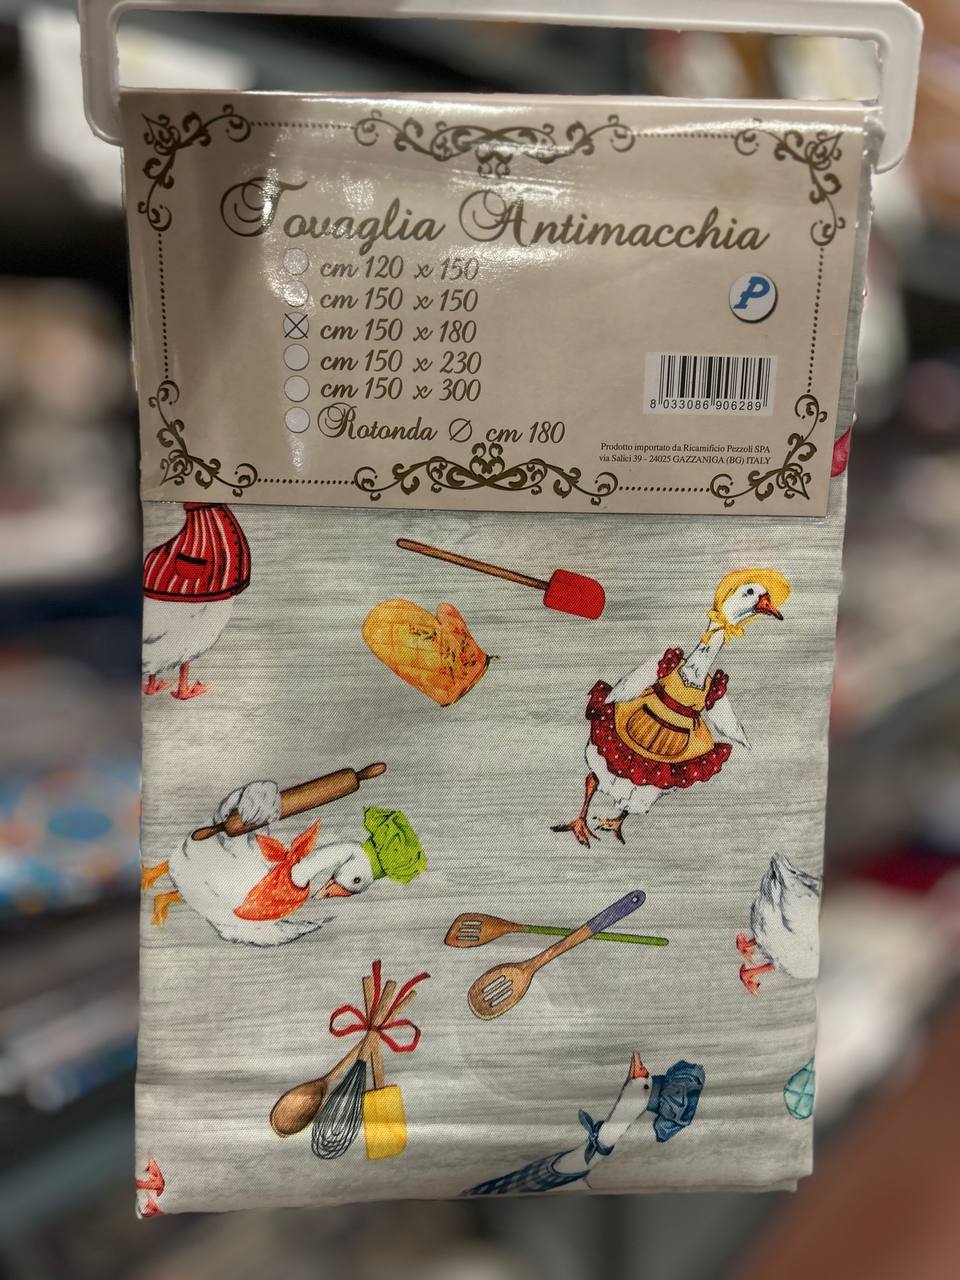 Tovaglia Antimacchia
cm 120 x 150
cm 150 x 150
cm 150 x 180
cm 150 x 230
cm 150 x 300
Rotonda Ø cm 180
P
8 033086 906289
Prodotto importato da Ricamificio Pezzoli SPA
via Salici 39 - 24025 GAZZANIGA (BG) ITALY